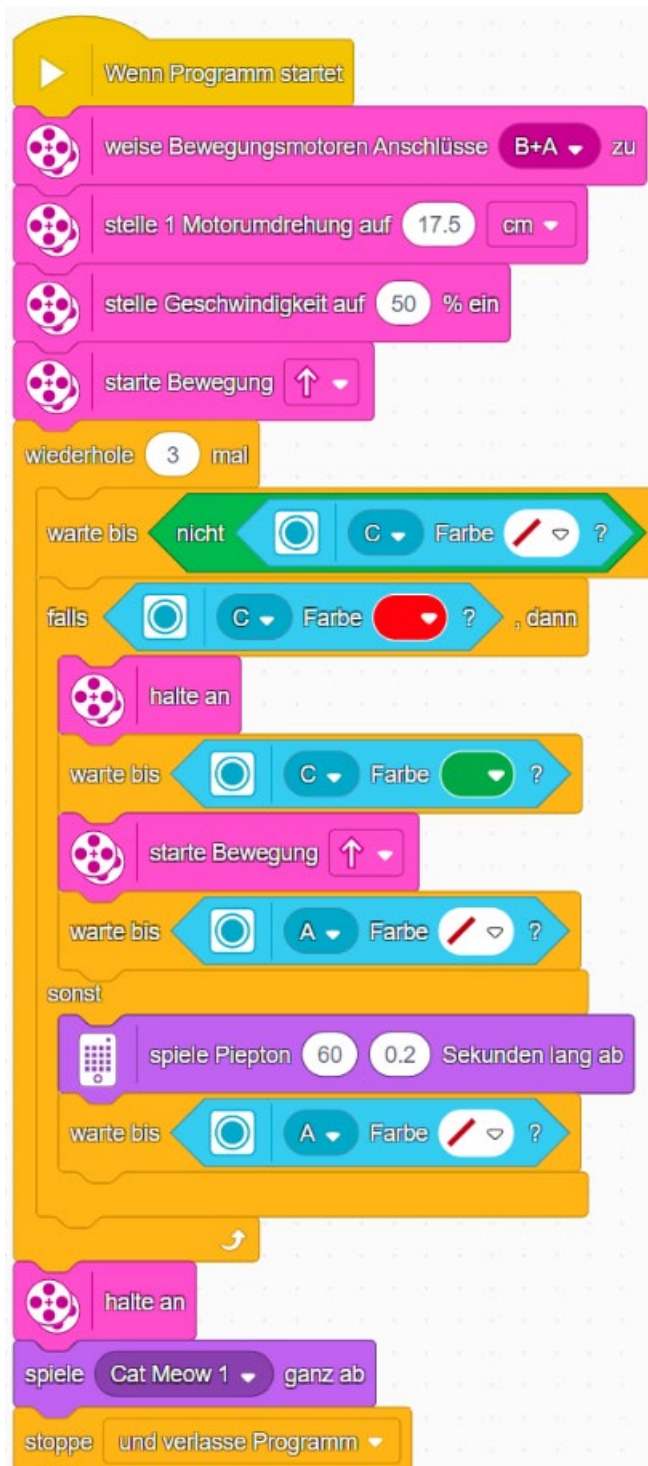 Wenn Programm startet
weise Bewegungsmotoren Anschlüsse B+A zu
stelle 1 Motorumdrehung auf 17.5 cm
stelle Geschwindigkeit auf 50 % ein
starte Bewegung
wiederhole 3 mal
warte bis nicht C Farbe ?
falls C Farbe ? , dann
halte an
warte bis C Farbe ?
starte Bewegung
warte bis A Farbe ?
sonst
spiele Piepton 60 0.2 Sekunden lang ab
warte bis A Farbe ?
halte an
spiele Cat Meow 1 ganz ab
stoppe und verlasse Programm